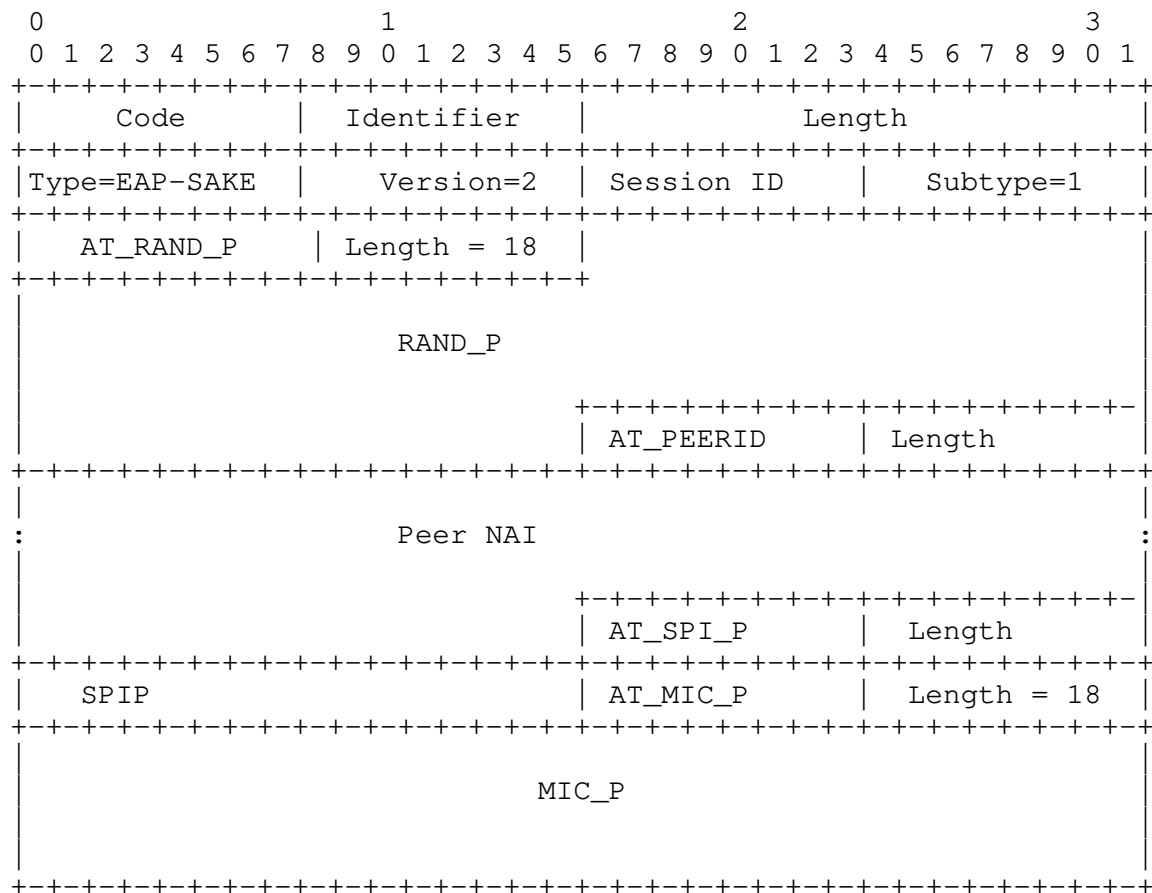 0                   1                   2                   3
0 1 2 3 4 5 6 7 8 9 0 1 2 3 4 5 6 7 8 9 0 1 2 3 4 5 6 7 8 9 0 1
+-+-+-+-+-+-+-+-+-+-+-+-+-+-+-+-+-+-+-+-+-+-+-+-+-+-+-+-+-+-+-+-+
|      Code     |  Identifier   |            Length             |
+-+-+-+-+-+-+-+-+-+-+-+-+-+-+-+-+-+-+-+-+-+-+-+-+-+-+-+-+-+-+-+-+
|Type=EAP-SAKE  |    Version=2  | Session ID    |   Subtype=1   |
+-+-+-+-+-+-+-+-+-+-+-+-+-+-+-+-+-+-+-+-+-+-+-+-+-+-+-+-+-+-+-+-+
|   AT_RAND_P    | Length = 18  |                               |
+-+-+-+-+-+-+-+-+-+-+-+-+-+-+-+-+                               |
|                                                               |
|                     RAND_P                                    |
|                                                               |
|                               +-+-+-+-+-+-+-+-+-+-+-+-+-+-+-+-|
|                               | AT_PEERID     | Length        |
+-+-+-+-+-+-+-+-+-+-+-+-+-+-+-+-+-+-+-+-+-+-+-+-+-+-+-+-+-+-+-+-+
|                                                               |
:                     Peer NAI                                  :
|                                                               |
|                               +-+-+-+-+-+-+-+-+-+-+-+-+-+-+-+-|
|                               | AT_SPI_P      |  Length       |
+-+-+-+-+-+-+-+-+-+-+-+-+-+-+-+-+-+-+-+-+-+-+-+-+-+-+-+-+-+-+-+-+
|   SPIP                        | AT_MIC_P      |  Length = 18  |
+-+-+-+-+-+-+-+-+-+-+-+-+-+-+-+-+-+-+-+-+-+-+-+-+-+-+-+-+-+-+-+-+
|                                                               |
|                             MIC_P                             |
|                                                               |
|                                                               |
+-+-+-+-+-+-+-+-+-+-+-+-+-+-+-+-+-+-+-+-+-+-+-+-+-+-+-+-+-+-+-+-+